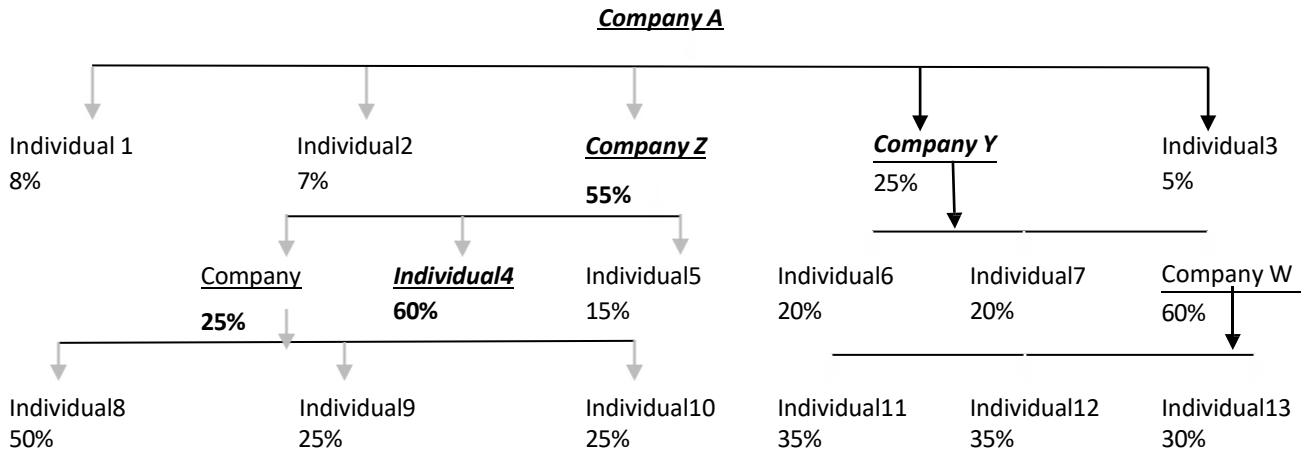 Company A
Individual 1 Individual2 Company Z Company Y Individual3
8% 7% 55% 25% 5%
Company Individual4 Individual5 Individual6 Individual7 Company W
25% 60% 15% 20% 20% 60%
Individual8 Individual9 Individual10 Individual11 Individual12 Individual13
50% 25% 25% 35% 35% 30%